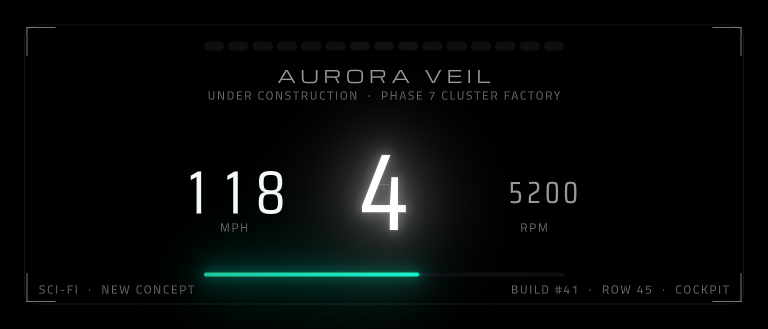 AURORA VEIL
UNDER CONSTRUCTION · PHASE 7 CLUSTER FACTORY
118 4 5200
MPH RPM
SCI-FI · NEW CONCEPT BUILD #41 · ROW 45 · COCKPIT